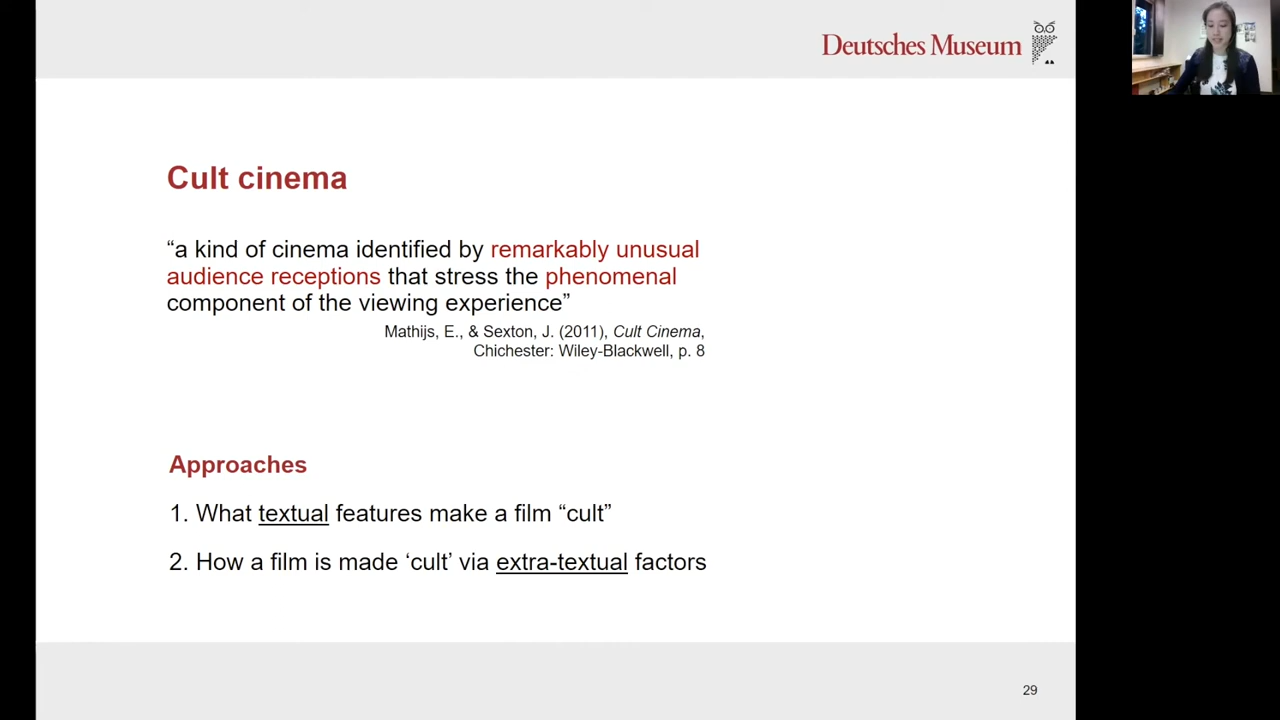 Deutsches Museum
Cult cinema
“a kind of cinema identified by remarkably unusual
audience receptions that stress the phenomenal
component of the viewing experience”
Mathijs, E., & Sexton, J. (2011), Cult Cinema,
Chichester: Wiley-Blackwell, p. 8
Approaches
1. What textual features make a film “cult”
2. How a film is made ‘cult’ via extra-textual factors
29